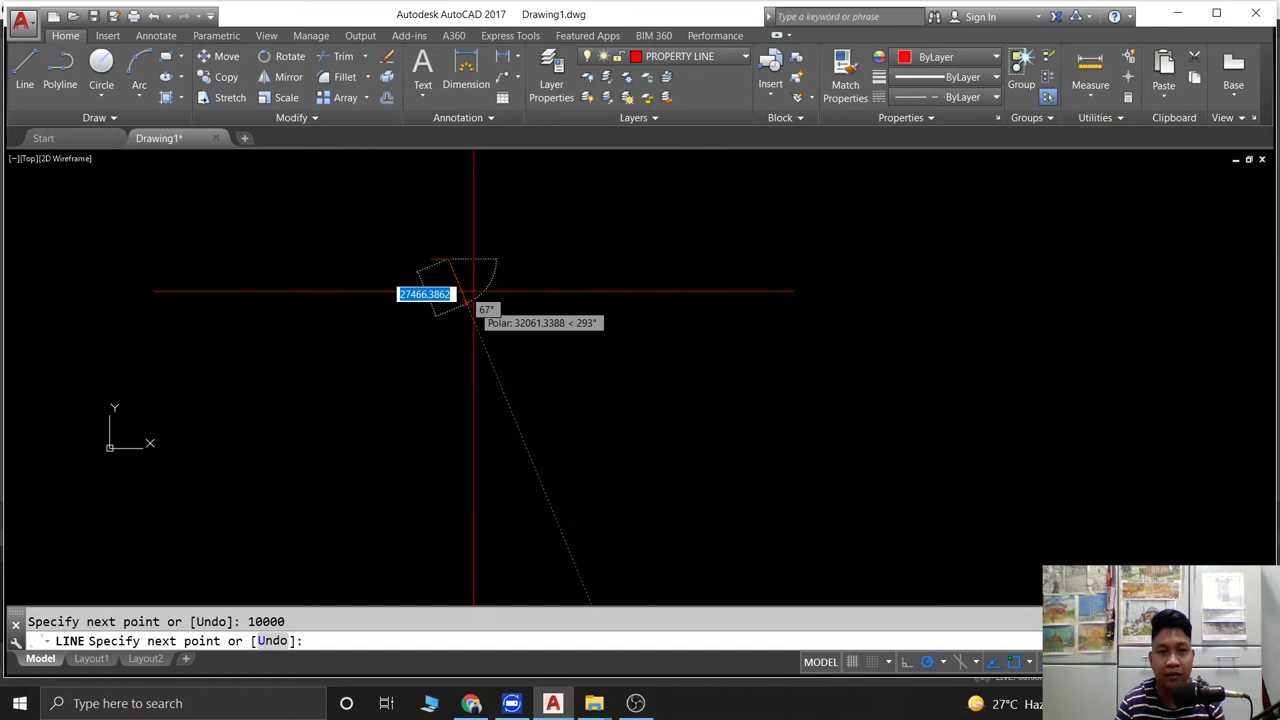 Autodesk AutoCAD 2017 Drawing1.dwg
Type a keyword or phrase
Sign In
Home Insert Annotate Parametric View Manage Output Add-ins A360 Express Tools Featured Apps BIM 360 Performance
Line
Polyline
Circle
Arc
Move
Rotate
Trim
Copy
Mirror
Fillet
Stretch
Scale
Array
Text
Dimension
Layer
Properties
PROPERTY LINE
Insert
Match
Properties
ByLayer
ByLayer
ByLayer
Group
Measure
Paste
Base
Draw
Modify
Annotation
Layers
Block
Properties
Groups
Utilities
Clipboard
View
Start
Drawing1*
[−][Top][2D Wireframe]
27466.3862
67°
Polar: 32061.3388 < 293°
Y
X
Specify next point or [Undo]: 10000
LINE Specify next point or [Undo]:
Model Layout1 Layout2
MODEL
Type here to search
27°C Haz